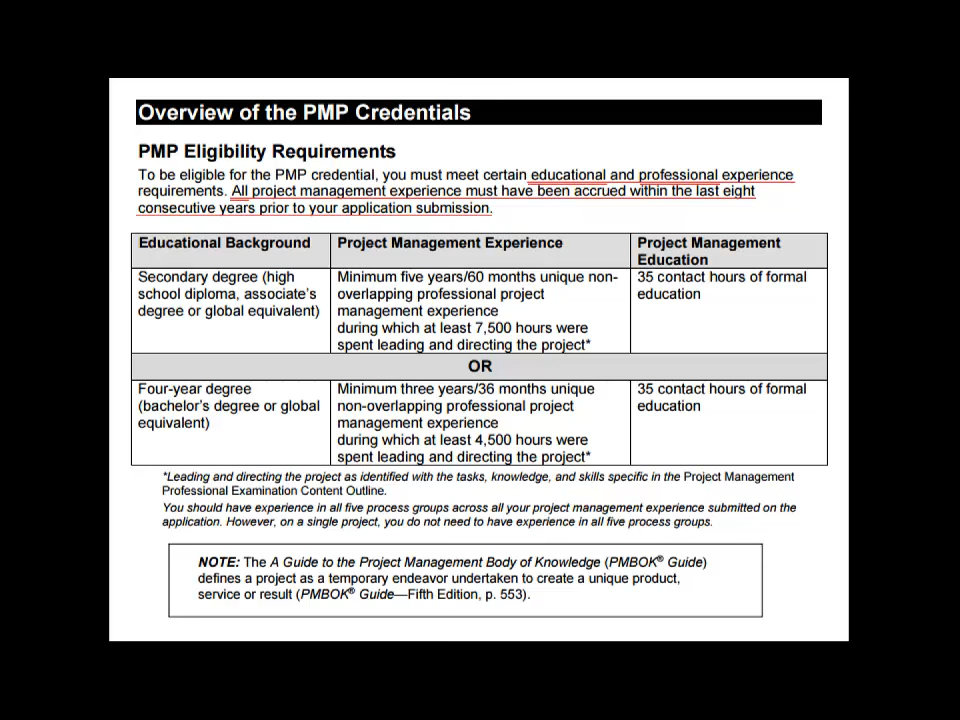 Overview of the PMP Credentials
PMP Eligibility Requirements
To be eligible for the PMP credential, you must meet certain educational and professional experience
requirements. All project management experience must have been accrued within the last eight
consecutive years prior to your application submission.
Educational Background
Project Management Experience
Project Management
Education
Secondary degree (high
school diploma, associate's
degree or global equivalent)
Minimum five years/60 months unique non-
overlapping professional project
management experience
during which at least 7,500 hours were
spent leading and directing the project*
35 contact hours of formal
education
OR
Four-year degree
(bachelor's degree or global
equivalent)
Minimum three years/36 months unique
non-overlapping professional project
management experience
during which at least 4,500 hours were
spent leading and directing the project*
35 contact hours of formal
education
*Leading and directing the project as identified with the tasks, knowledge, and skills specific in the Project Management
Professional Examination Content Outline.
You should have experience in all five process groups across all your project management experience submitted on the
application. However, on a single project, you do not need to have experience in all five process groups.
NOTE: The A Guide to the Project Management Body of Knowledge (PMBOK® Guide)
defines a project as a temporary endeavor undertaken to create a unique product,
service or result (PMBOK® Guide—Fifth Edition, p. 553).